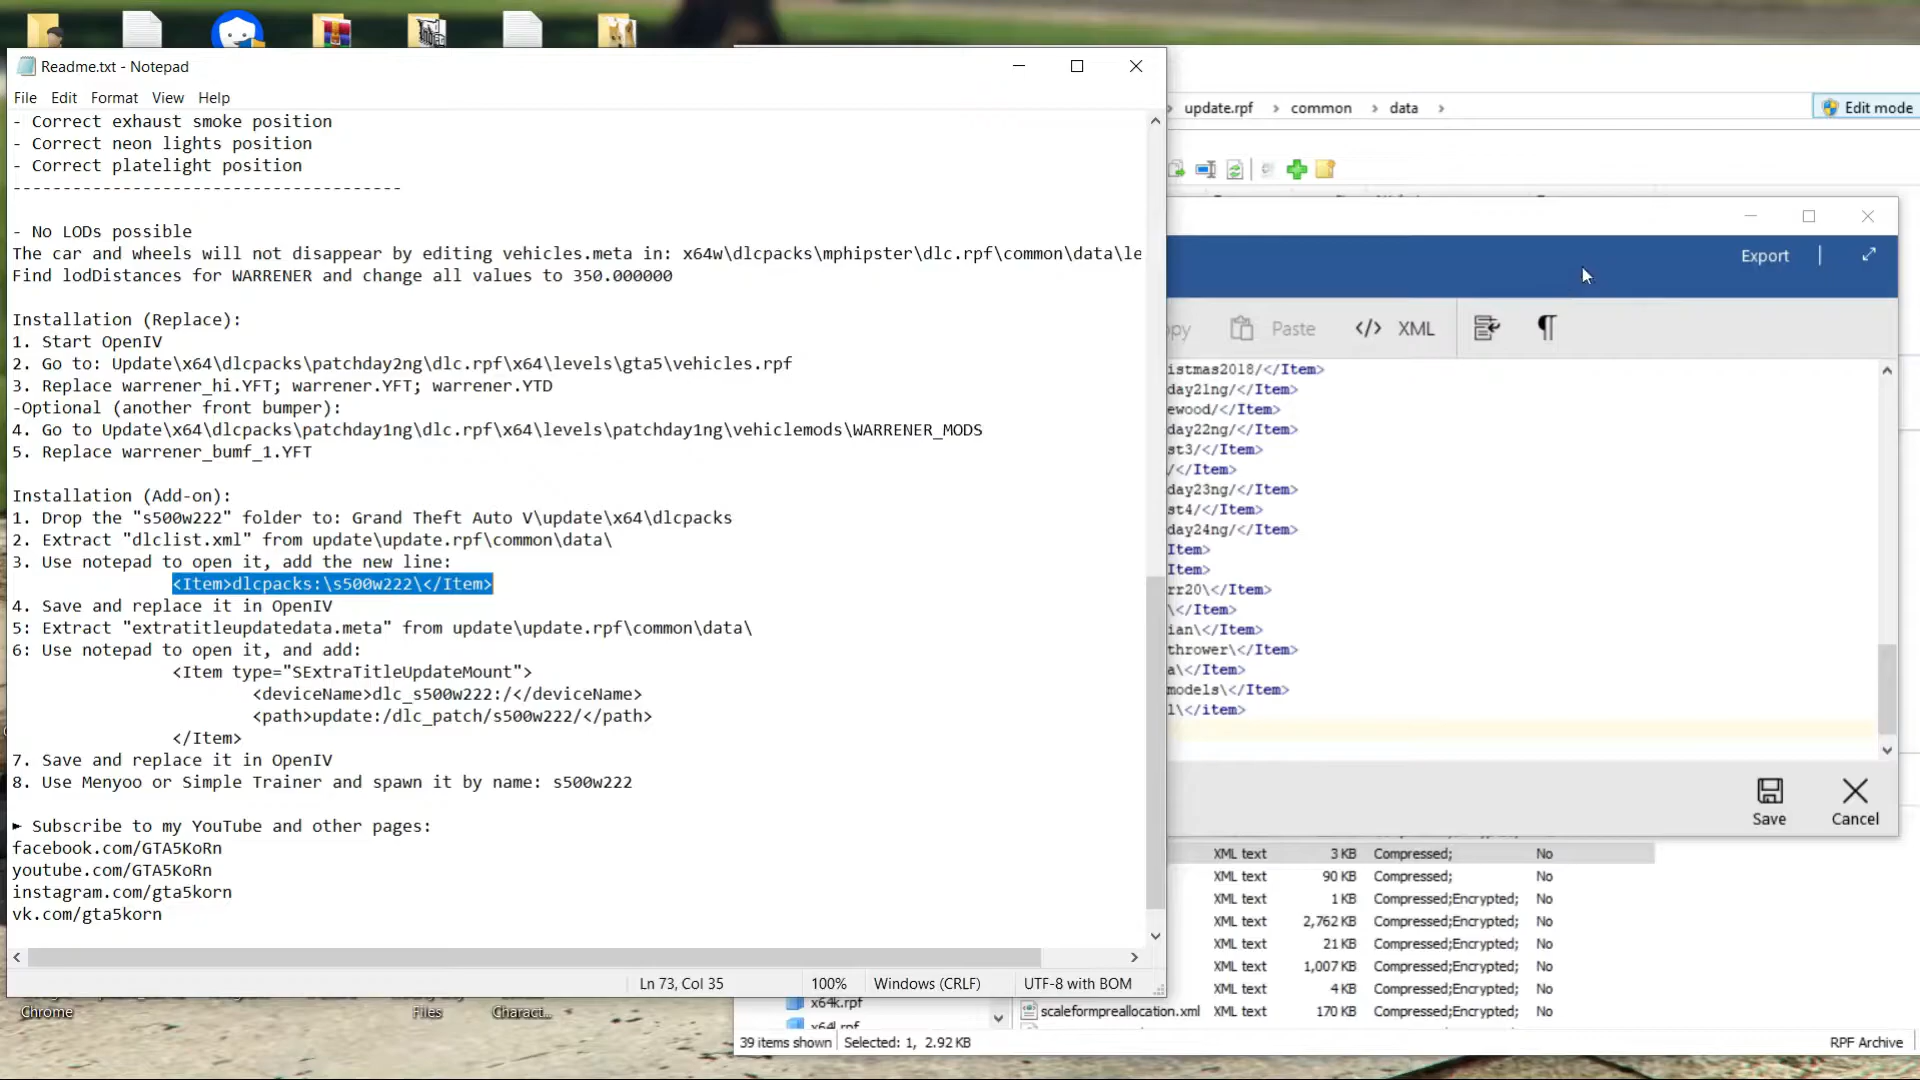 Readme.txt - Notepad
File Edit Format View Help
- Correct exhaust smoke position
- Correct neon lights position
- Correct platelight position
---------------------------------------
- No LODs possible
The car and wheels will not disappear by editing vehicles.meta in: x64w\dlcpacks\mphipster\dlc.rpf\common\data\le
Find lodDistances for WARRENER and change all values to 350.000000
Installation (Replace):
1. Start OpenIV
2. Go to: Update\x64\dlcpacks\patchday2ng\dlc.rpf\x64\levels\gta5\vehicles.rpf
3. Replace warrener_hi.YFT; warrener.YFT; warrener.YTD
-Optional (another front bumper):
4. Go to Update\x64\dlcpacks\patchday1ng\dlc.rpf\x64\levels\patchday1ng\vehiclemods\WARRENER_MODS
5. Replace warrener_bumf_1.YFT
Installation (Add-on):
1. Drop the "s500w222" folder to: Grand Theft Auto V\update\x64\dlcpacks
2. Extract "dlclist.xml" from update\update.rpf\common\data\
3. Use notepad to open it, add the new line:
<Item>dlcpacks:\s500w222\</Item>
4. Save and replace it in OpenIV
5: Extract "extratitleupdatedata.meta" from update\update.rpf\common\data\
6: Use notepad to open it, and add:
<Item type="SExtraTitleUpdateMount">
<deviceName>dlc_s500w222:/</deviceName>
<path>update:/dlc_patch/s500w222/</path>
</Item>
7. Save and replace it in OpenIV
8. Use Menyoo or Simple Trainer and spawn it by name: s500w222
► Subscribe to my YouTube and other pages:
facebook.com/GTA5KoRn
youtube.com/GTA5KoRn
instagram.com/gta5korn
vk.com/gta5korn
Ln 73, Col 35 100% Windows (CRLF) UTF-8 with BOM
update.rpf > common > data > Edit mode
Export
py Paste </> XML ¶
istmas2018/</Item>
day21ng/</Item>
ewood/</Item>
day22ng/</Item>
st3/</Item>
/</Item>
day23ng/</Item>
st4/</Item>
day24ng/</Item>
Item>
Item>
rr20\</Item>
\</Item>
ian\</Item>
thrower\</Item>
a\</Item>
models\</Item>
l\</item>
Save Cancel
XML text 3 KB Compressed; No
XML text 90 KB Compressed; No
XML text 1 KB Compressed;Encrypted; No
XML text 2,762 KB Compressed;Encrypted; No
XML text 21 KB Compressed;Encrypted; No
XML text 1,007 KB Compressed;Encrypted; No
XML text 4 KB Compressed;Encrypted; No
scaleformpreallocation.xml XML text 170 KB Compressed;Encrypted; No
x64k.rpf
x64l.rpf
39 items shown Selected: 1, 2.92 KB RPF Archive
Chrome
Files
Charact...